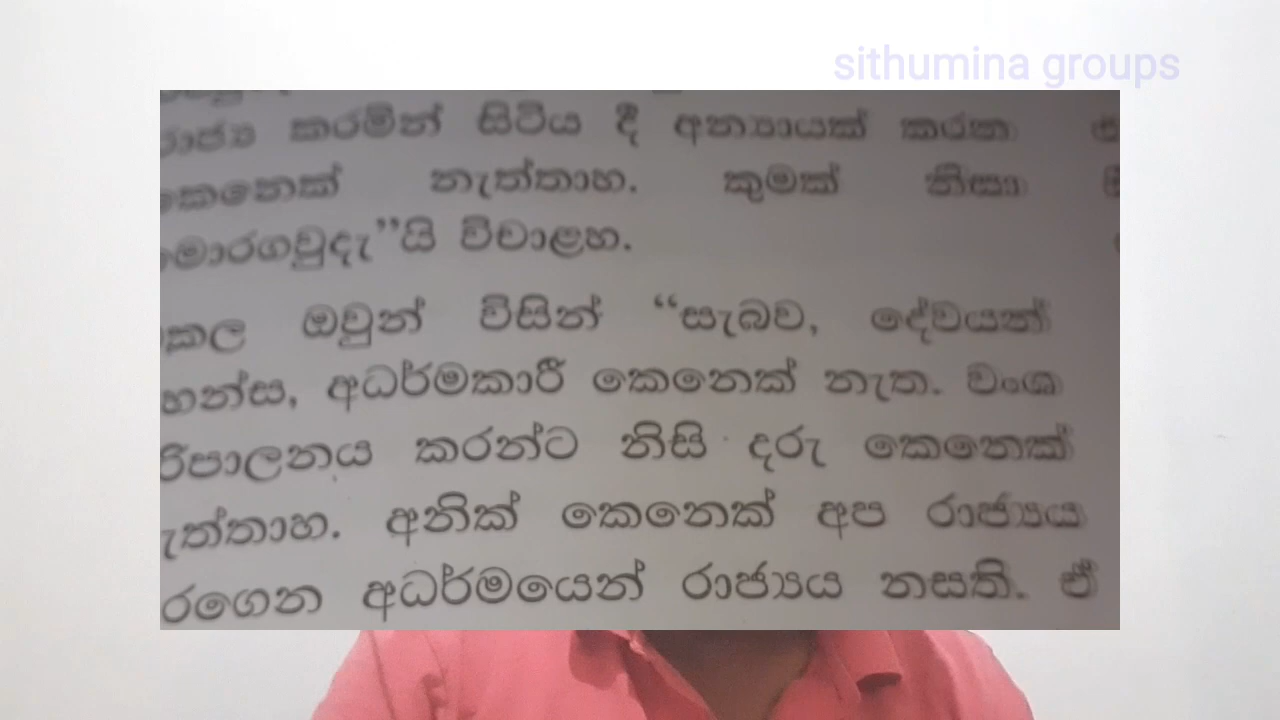 sithumina groups
රාජ්‍ය කරමින් සිටිය දී අන්‍යායක් කරන
කෙනෙක් නැත්තාහ. කුමක් නිසා
මොරගවුදැ”යි විචාළහ.
කල ඔවුන් විසින් “සැබව, දේවයන්
හන්ස, අධර්මකාරී කෙනෙක් නැත. වංශ
රිපාලනය කරන්ට නිසි දරු කෙනෙක්
ැත්තාහ. අනික් කෙනෙක් අප රාජ්‍යය
රගෙන අධර්මයෙන් රාජ්‍යය නසති. ඒ